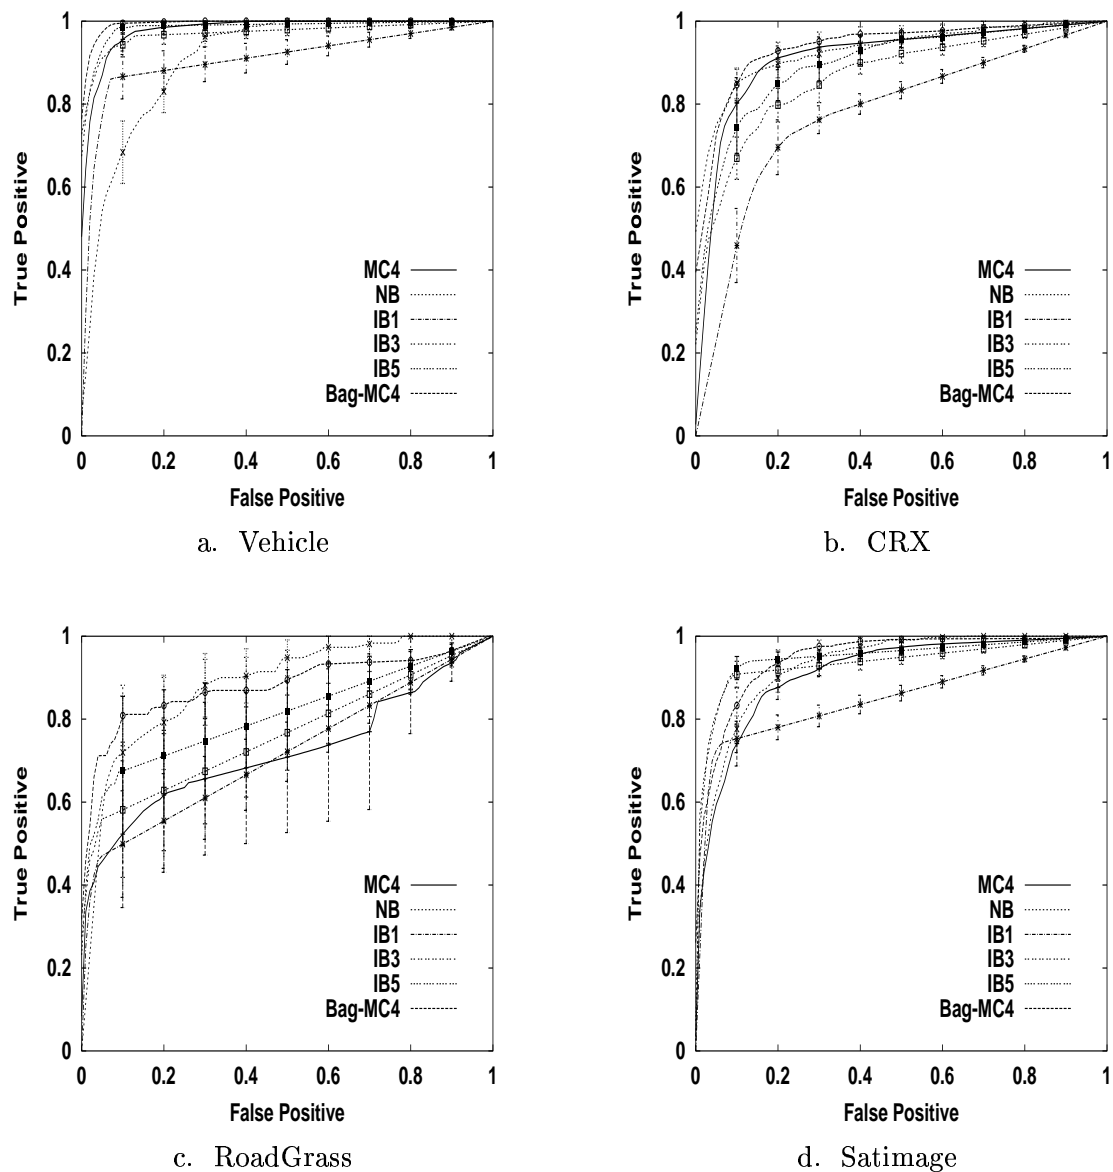 True Positive
1
0.8
0.6
0.4
0.2
0
MC4
NB
IB1
IB3
IB5
Bag-MC4
0 0.2 0.4 0.6 0.8 1
False Positive
a. Vehicle
True Positive
1
0.8
0.6
0.4
0.2
0
MC4
NB
IB1
IB3
IB5
Bag-MC4
0 0.2 0.4 0.6 0.8 1
False Positive
b. CRX
True Positive
1
0.8
0.6
0.4
0.2
0
MC4
NB
IB1
IB3
IB5
Bag-MC4
0 0.2 0.4 0.6 0.8 1
False Positive
c. RoadGrass
True Positive
1
0.8
0.6
0.4
0.2
0
MC4
NB
IB1
IB3
IB5
Bag-MC4
0 0.2 0.4 0.6 0.8 1
False Positive
d. Satimage